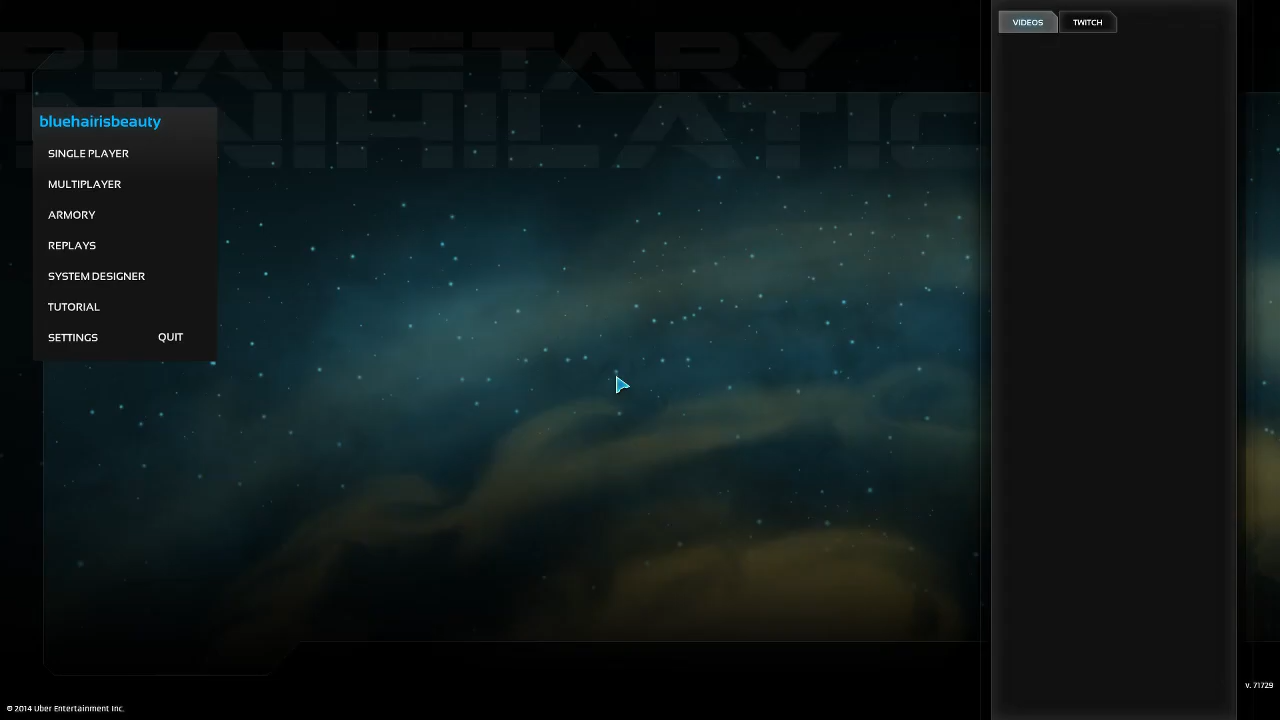 PLANETARY
NNIHILATIO
VIDEOS
TWITCH
bluehairisbeauty
SINGLE PLAYER
MULTIPLAYER
ARMORY
REPLAYS
SYSTEM DESIGNER
TUTORIAL
SETTINGS
QUIT
v. 71729
© 2014 Uber Entertainment Inc.